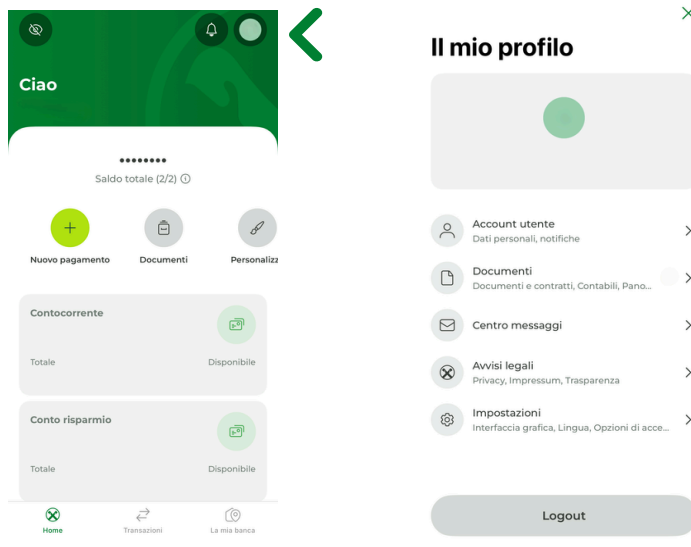 Ciao
Saldo totale (2/2)
Nuovo pagamento
Documenti
Personalizz
Contocorrente
Totale
Disponibile
Conto risparmio
Totale
Disponibile
Home
Transazioni
La mia banca
Il mio profilo
Account utente
Dati personali, notifiche
Documenti
Documenti e contratti, Contabili, Pano...
Centro messaggi
Avvisi legali
Privacy, Impressum, Trasparenza
Impostazioni
Interfaccia grafica, Lingua, Opzioni di acce...
Logout